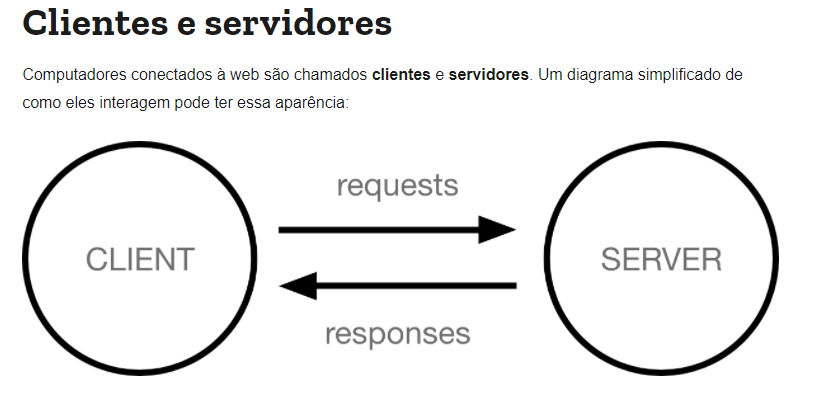 Clientes e servidores
Computadores conectados à web são chamados clientes e servidores. Um diagrama simplificado de
como eles interagem pode ter essa aparência:
requests
CLIENT
SERVER
responses